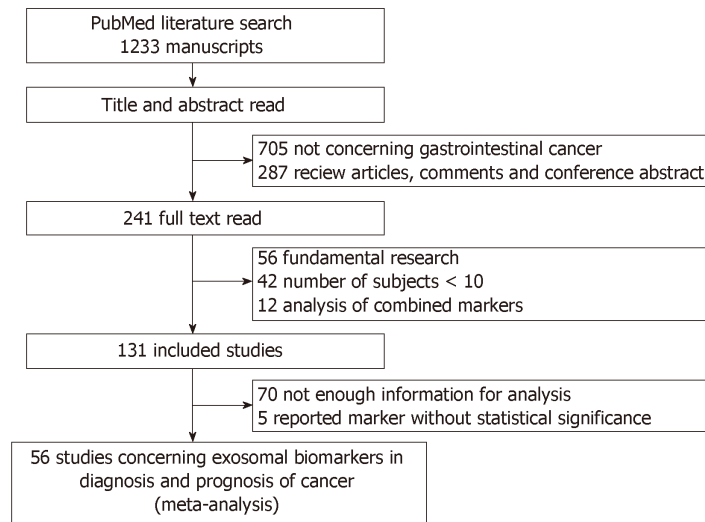 PubMed literature search
1233 manuscripts
Title and abstract read
705 not concerning gastrointestinal cancer
287 reciew articles, comments and conference abstract
241 full text read
56 fundamental research
42 number of subjects < 10
12 analysis of combined markers
131 included studies
70 not enough information for analysis
5 reported marker without statistical significance
56 studies concerning exosomal biomarkers in
diagnosis and prognosis of cancer
(meta-analysis)